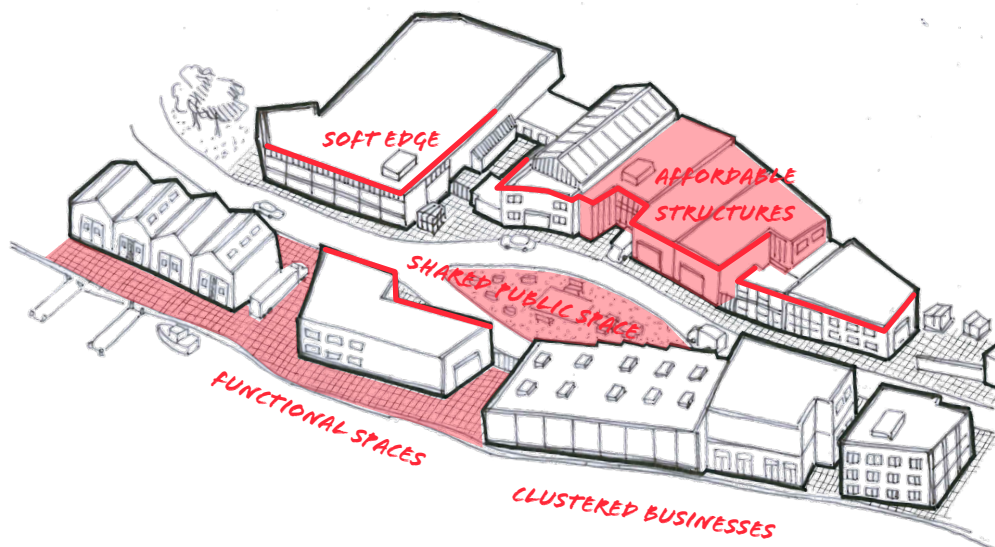 SOFT EDGE
AFFORDABLE
STRUCTURES
SHARED PUBLIC SPACE
FUNCTIONAL SPACES
CLUSTERED BUSINESSES